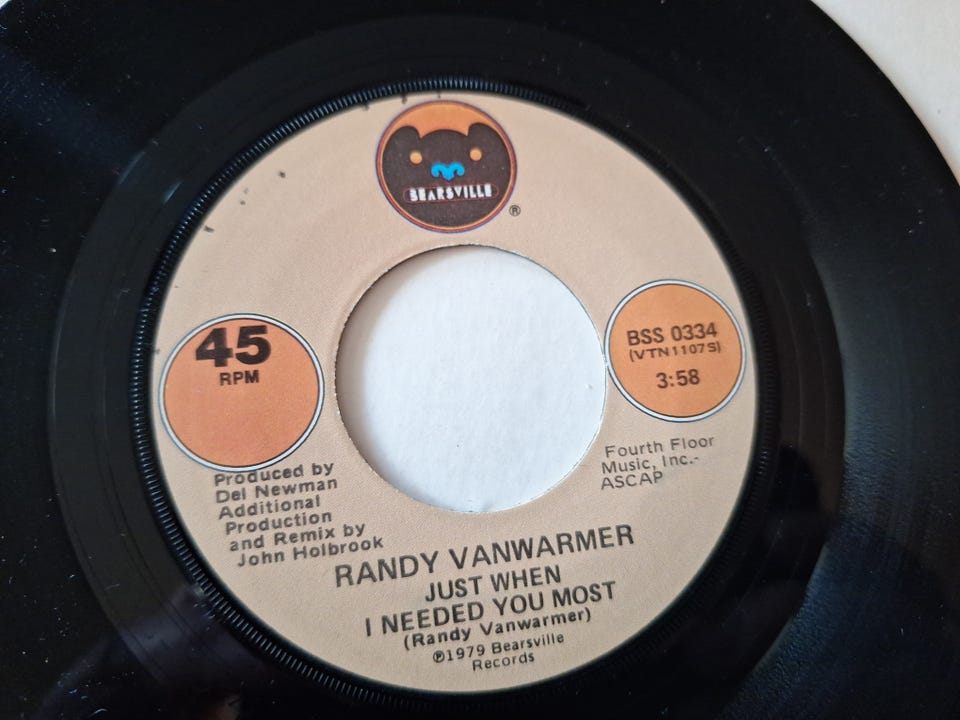 BEARSVILLE
®
45
RPM
BSS 0334
(VTN1107S)
3:58
Fourth Floor
Music, Inc.-
ASCAP
Produced by
Del Newman
Additional
Production
and Remix by
John Holbrook
RANDY VANWARMER
JUST WHEN
I NEEDED YOU MOST
(Randy Vanwarmer)
℗1979 Bearsville
Records